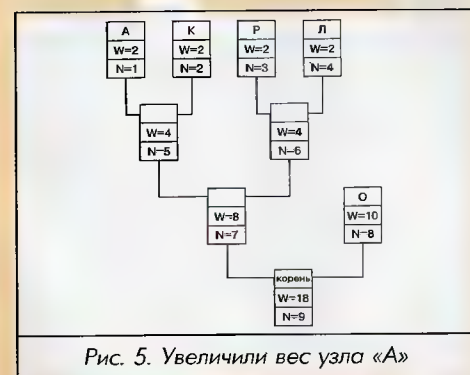 А К Р Л
W=2 W=2 W=2 W=2
N=1 N=2 N=3 N=4
W=4 W=4
N=5 N=6
О
W=8 W=10
N=7 N=8
корень
W=18
N=9
Рис. 5. Увеличили вес узла «А»